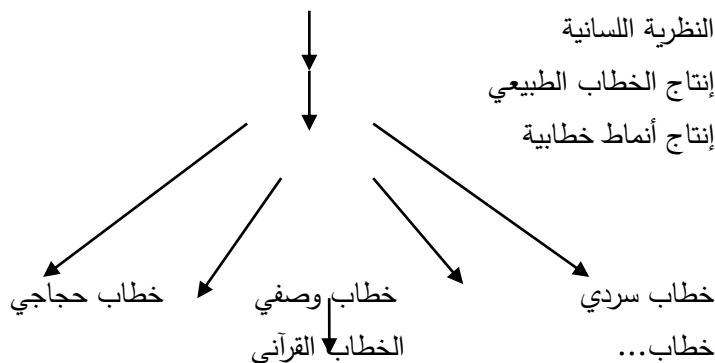 النظرية اللسانية
إنتاج الخطاب الطبيعي
إنتاج أنماط خطابية
خطاب سردي خطاب وصفي خطاب حجاجي
خطاب... الخطاب القرآني